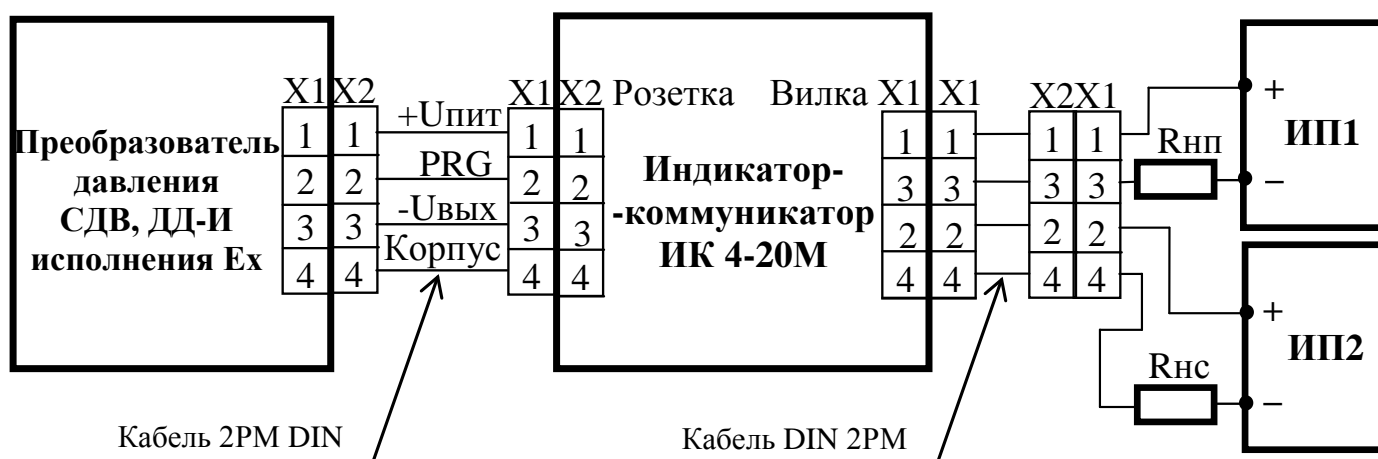 X1 X2
X1 X2 Розетка Вилка X1 X1
X2 X1
Преобразователь
давления
СДВ, ДД-И
исполнения Ex
1 1
2 2
3 3
4 4
+Uпит
PRG
-Uвых
Корпус
1 1
2 2
3 3
4 4
Индикатор-
-коммуникатор
ИК 4-20М
1 1
3 3
2 2
4 4
1 1
3 3
2 2
4 4
Rнп
Rнс
+
ИП1
–
+
ИП2
–
Кабель 2РМ DIN
Кабель DIN 2РМ